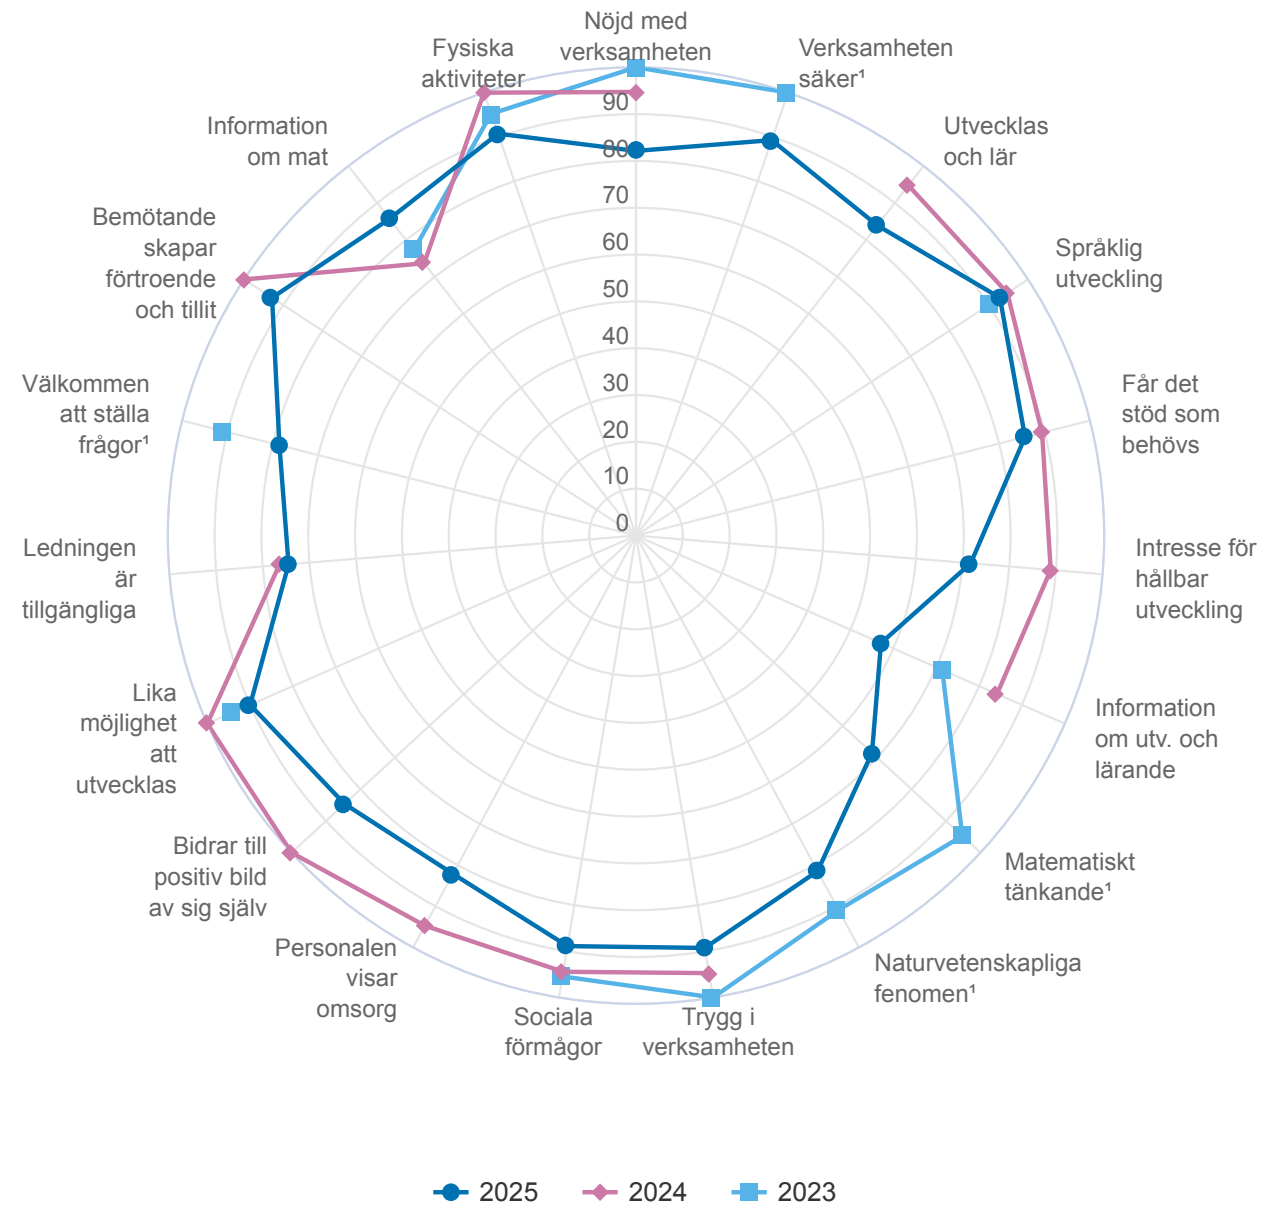 Nöjd med
verksamheten
Verksamheten
säker¹
Utvecklas
och lär
Språklig
utveckling
Får det
stöd som
behövs
Intresse för
hållbar
utveckling
Information
om utv. och
lärande
Matematiskt
tänkande¹
Naturvetenskapliga
fenomen¹
Trygg i
verksamheten
Sociala
förmågor
Personalen
visar
omsorg
Bidrar till
positiv bild
av sig själv
Lika
möjlighet
att
utvecklas
Ledningen
är
tillgängliga
Välkommen
att ställa
frågor¹
Bemötande
skapar
förtroende
och tillit
Information
om mat
Fysiska
aktiviteter
90
80
70
60
50
40
30
20
10
0
2025
2024
2023